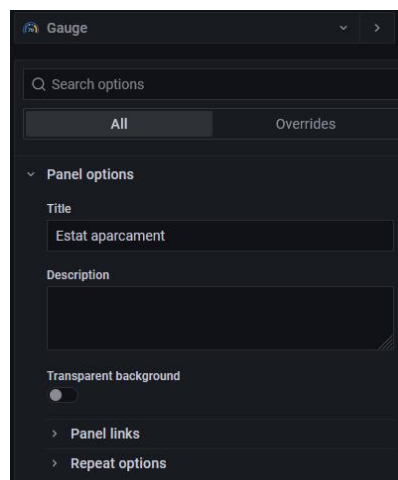 Gauge
Search options
All Overrides
Panel options
Title
Estat aparcament
Description
Transparent background
Panel links
Repeat options